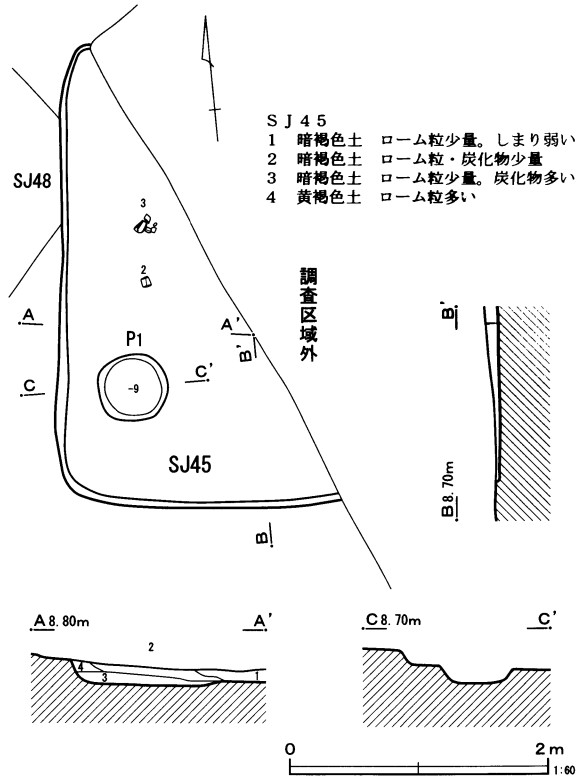 ＳＪ４５
1　暗褐色土　ローム粒少量。しまり弱い
2　暗褐色土　ローム粒・炭化物少量
3　暗褐色土　ローム粒少量。炭化物多い
4　黄褐色土　ローム粒多い
SJ48
3
2
調査区域外
A
A'
B'
P1
C
C'
-9
SJ45
B
B'
B 8.70m
A 8.80m
A'
2
4
3
1
C 8.70m
C'
0
2m
1:60